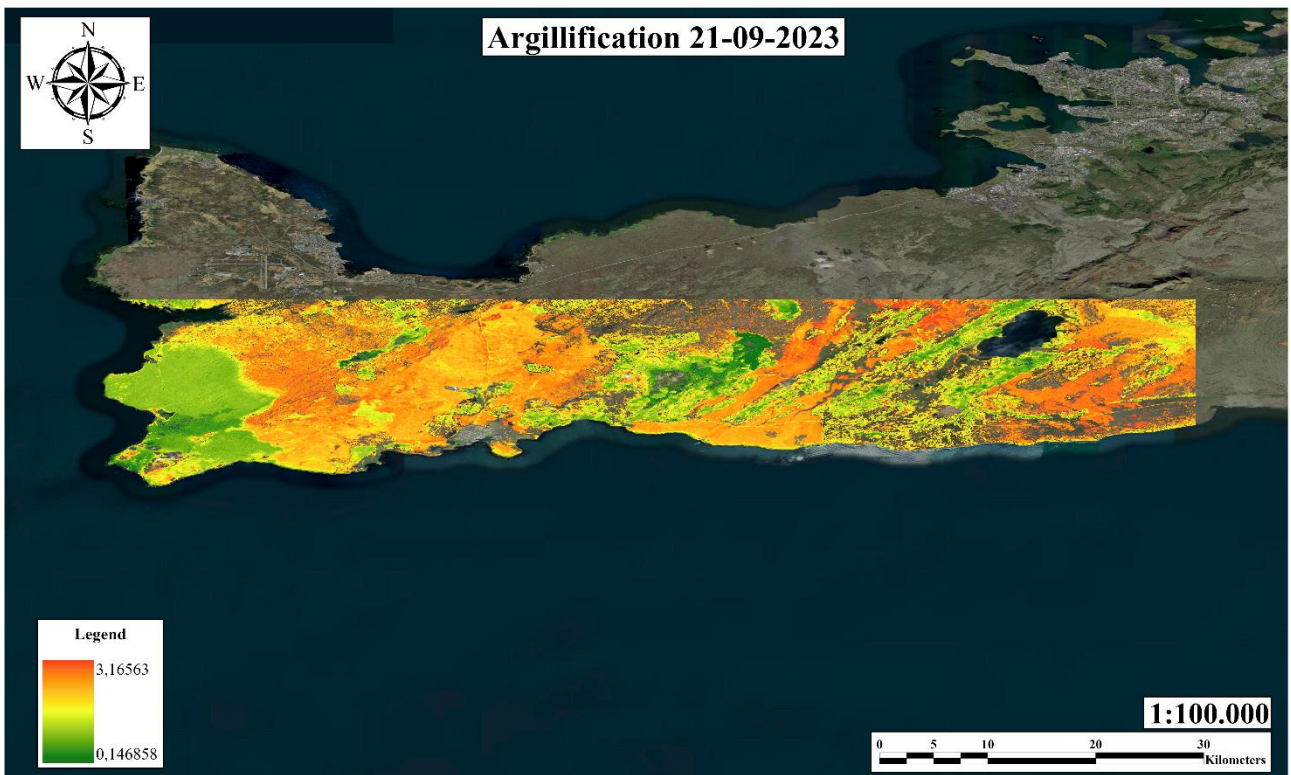 Argillification 21-09-2023
N
W E
S
Legend
3,16563
0,146858
1:100.000
0 5 10 20 30
Kilometers